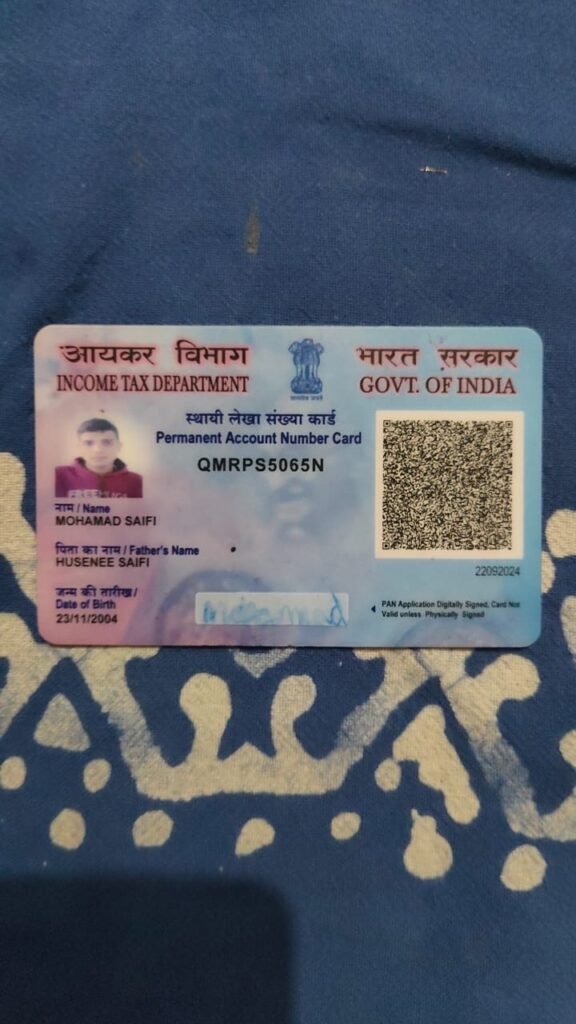 आयकर विभाग
INCOME TAX DEPARTMENT
भारत सरकार
GOVT. OF INDIA
स्थायी लेखा संख्या कार्ड
Permanent Account Number Card
QMRPS5065N
नाम / Name
MOHAMAD SAIFI
पिता का नाम / Father's Name
HUSENEE SAIFI
जन्म की तारीख /
Date of Birth
23/11/2004
22092024
PAN Application Digitally Signed, Card Not
Valid unless Physically Signed